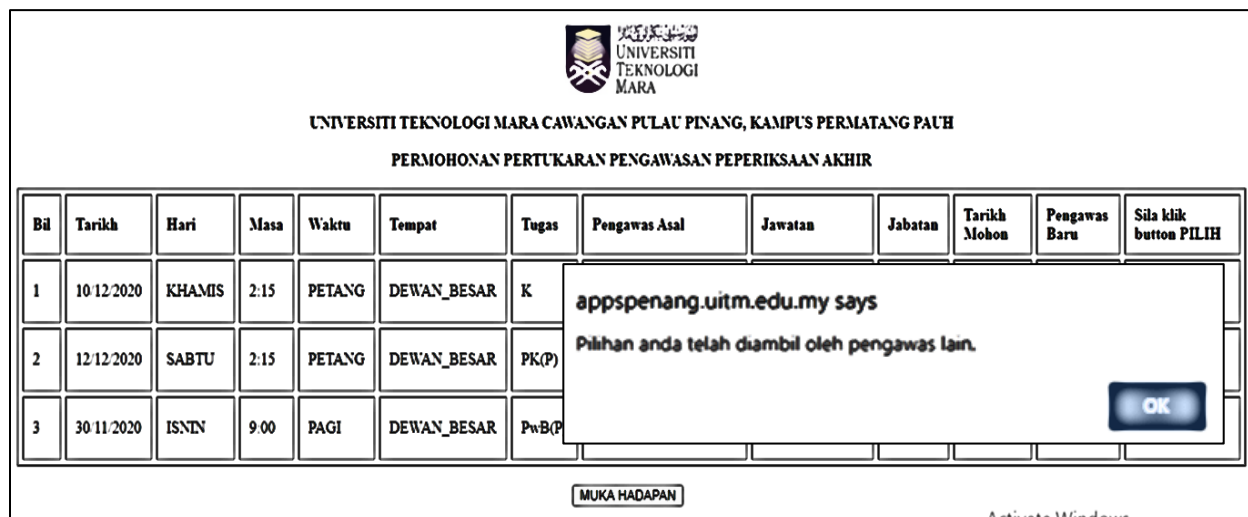 UNIVERSITI
TEKNOLOGI
MARA
UNIVERSITI TEKNOLOGI MARA CAWANGAN PULAU PINANG, KAMPUS PERMATANG PAUH
PERMOHONAN PERTUKARAN PENGAWASAN PEPERIKSAAN AKHIR
Bil Tarikh Hari Masa Waktu Tempat Tugas Pengawas Asal Jawatan Jabatan Tarikh Mohon Pengawas Baru Sila klik button PILIH
1 10/12/2020 KHAMIS 2:15 PETANG DEWAN_BESAR K
2 12/12/2020 SABTU 2:15 PETANG DEWAN_BESAR PK(P)
3 30/11/2020 ISNIN 9:00 PAGI DEWAN_BESAR PwB(P
appspenang.uitm.edu.my says
Pilihan anda telah diambil oleh pengawas lain.
OK
MUKA HADAPAN